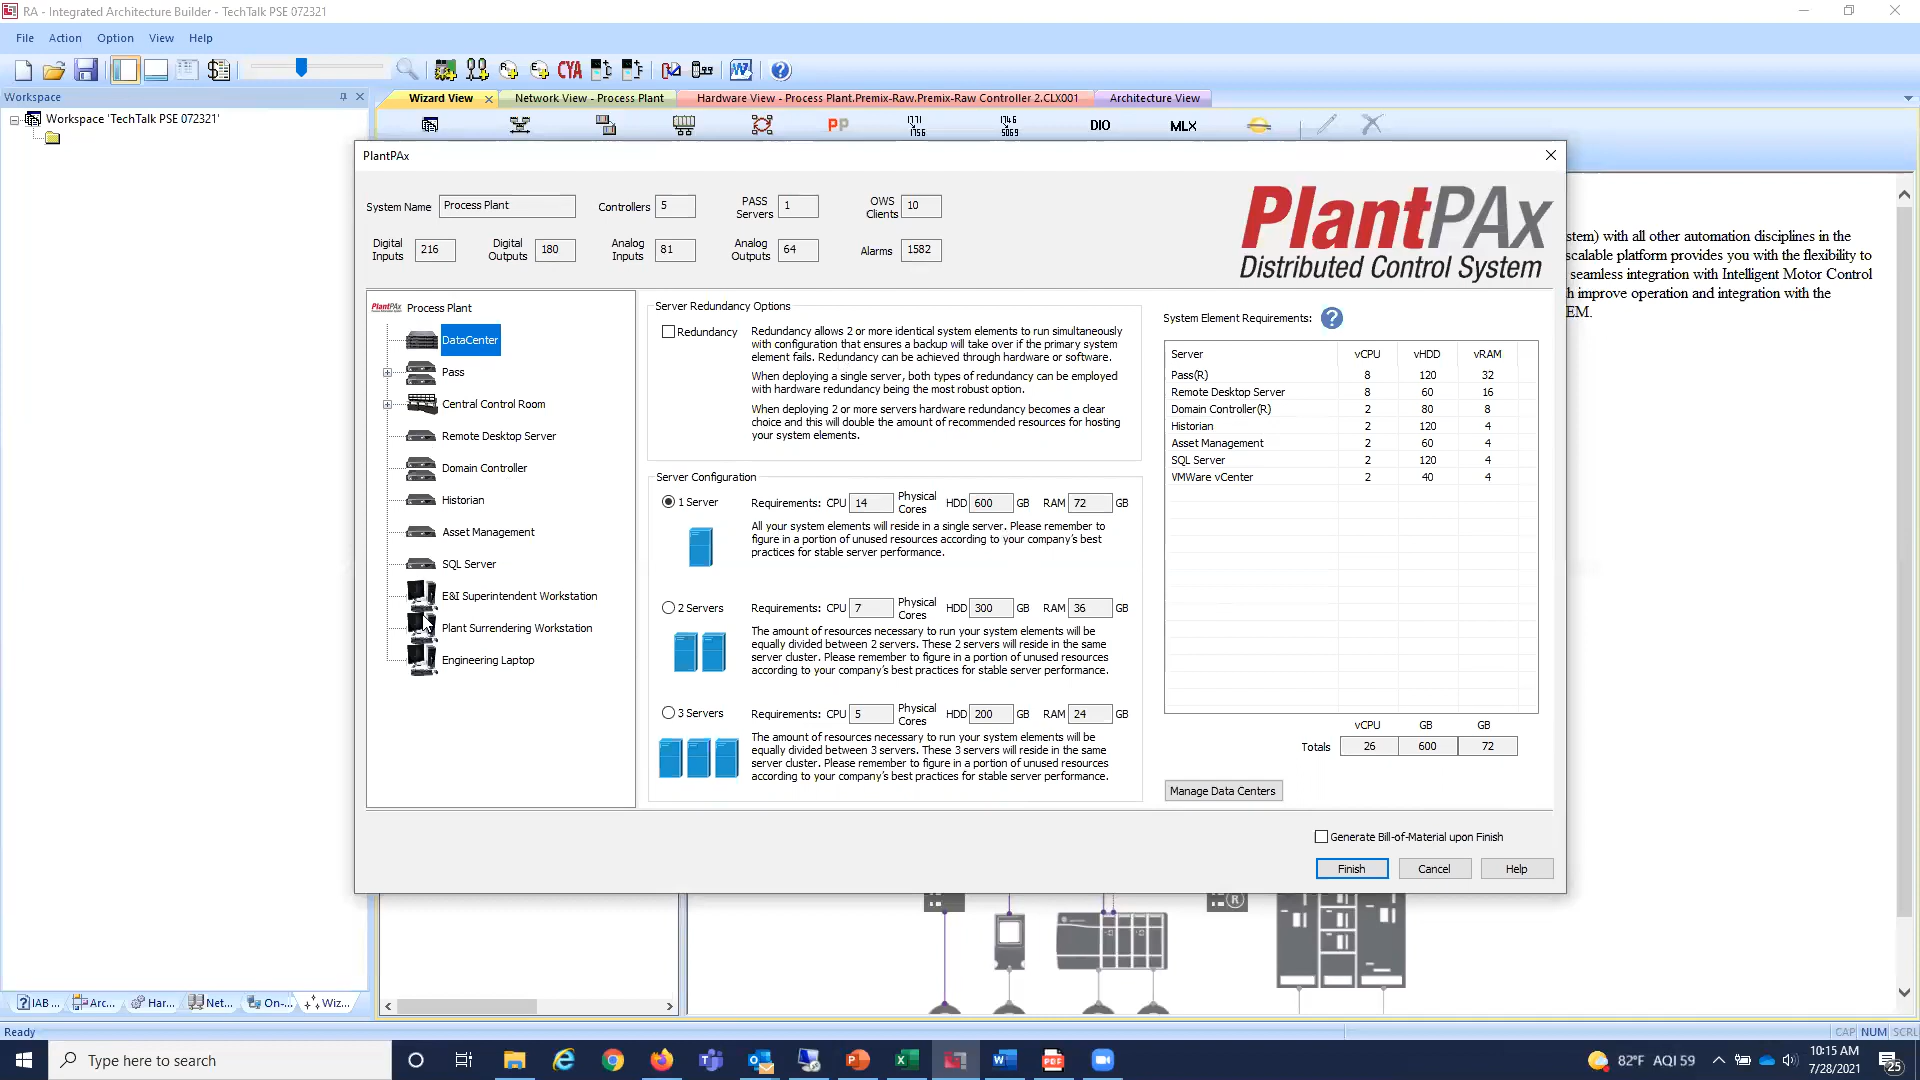 RA - Integrated Architecture Builder - TechTalk PSE 072321
File Action Option View Help
CYA
Workspace
Wizard View
Network View - Process Plant
Hardware View - Process Plant.Premix-Raw.Premix-Raw Controller 2.CLX001
Architecture View
Workspace 'TechTalk PSE 072321'
PP
1771
1756
1746
5069
DIO
MLX
PlantPAx
System Name Process Plant
Controllers 5
PASS Servers 1
OWS Clients 10
Digital Inputs 216
Digital Outputs 180
Analog Inputs 81
Analog Outputs 64
Alarms 1582
PlantPAx
Distributed Control System
stem) with all other automation disciplines in the
scalable platform provides you with the flexibility to
seamless integration with Intelligent Motor Control
h improve operation and integration with the
EM.
PlantPAx Process Plant
DataCenter
Pass
Central Control Room
Remote Desktop Server
Domain Controller
Historian
Asset Management
SQL Server
E&I Superintendent Workstation
Plant Surrendering Workstation
Engineering Laptop
Server Redundancy Options
Redundancy
Redundancy allows 2 or more identical system elements to run simultaneously
with configuration that ensures a backup will take over if the primary system
element fails. Redundancy can be achieved through hardware or software.
When deploying a single server, both types of redundancy can be employed
with hardware redundancy being the most robust option.
When deploying 2 or more servers hardware redundancy becomes a clear
choice and this will double the amount of recommended resources for hosting
your system elements.
Server Configuration
1 Server Requirements: CPU 14 Physical Cores HDD 600 GB RAM 72 GB
All your system elements will reside in a single server. Please remember to
figure in a portion of unused resources according to your company's best
practices for stable server performance.
2 Servers Requirements: CPU 7 Physical Cores HDD 300 GB RAM 36 GB
The amount of resources necessary to run your system elements will be
equally divided between 2 servers. These 2 servers will reside in the same
server cluster. Please remember to figure in a portion of unused resources
according to your company's best practices for stable server performance.
3 Servers Requirements: CPU 5 Physical Cores HDD 200 GB RAM 24 GB
The amount of resources necessary to run your system elements will be
equally divided between 3 servers. These 3 servers will reside in the same
server cluster. Please remember to figure in a portion of unused resources
according to your company's best practices for stable server performance.
System Element Requirements:
Server vCPU vHDD vRAM
Pass(R) 8 120 32
Remote Desktop Server 8 60 16
Domain Controller(R) 2 80 8
Historian 2 120 4
Asset Management 2 60 4
SQL Server 2 120 4
VMWare vCenter 2 40 4
vCPU GB GB
Totals 26 600 72
Manage Data Centers
Generate Bill-of-Material upon Finish
Finish Cancel Help
IAB ... Arc... Har... Net... On-... Wiz...
Ready
CAP NUM SCRL
Type here to search
82°F AQI 59
10:15 AM
7/28/2021
25